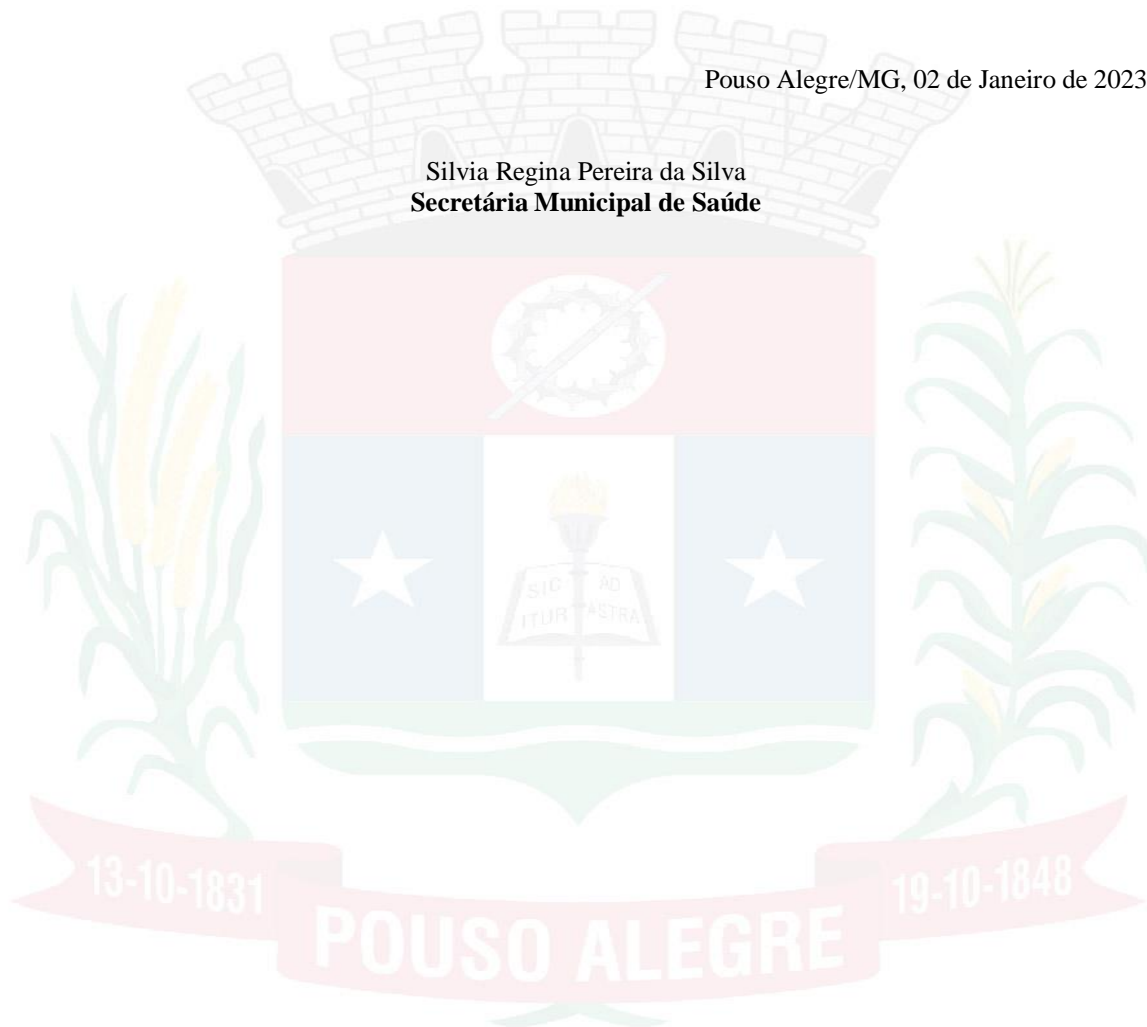 Pouso Alegre/MG, 02 de Janeiro de 2023
Silvia Regina Pereira da Silva
Secretária Municipal de Saúde
SIC AD
ITUR ASTRA
13-10-1831
19-10-1848
POUSO ALEGRE